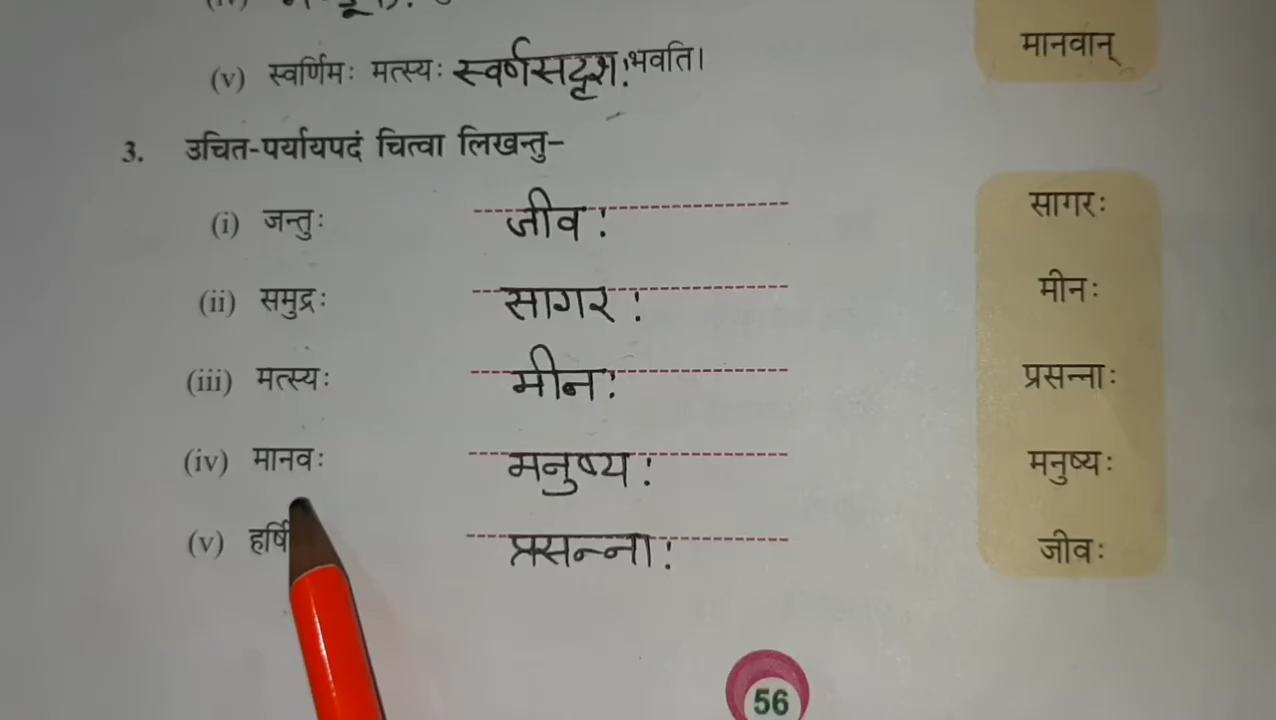 (v) स्वर्णिमः मत्स्यः स्वर्णसदृशः भवति।
मानवान्
3. उचित-पर्यायपदं चित्वा लिखन्तु-
(i) जन्तुः जीवः सागरः
(ii) समुद्रः सागरः मीनः
(iii) मत्स्यः मीनः प्रसन्नाः
(iv) मानवः मनुष्यः मनुष्यः
(v) प्रसन्नाः जीवः
56